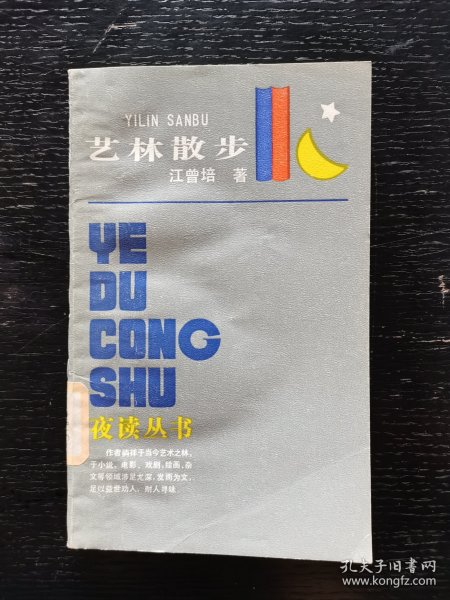 YILIN SANBU
艺林散步
江曾培 著
YE
DU
CONG
SHU
夜读丛书
作者徜徉于当今艺术之林,
于小说、电影、戏剧、绘画、杂
文等领域涉足尤深,发而为文,
足以益世劝人,耐人寻味。
孔夫子旧书网
www.kongfz.com